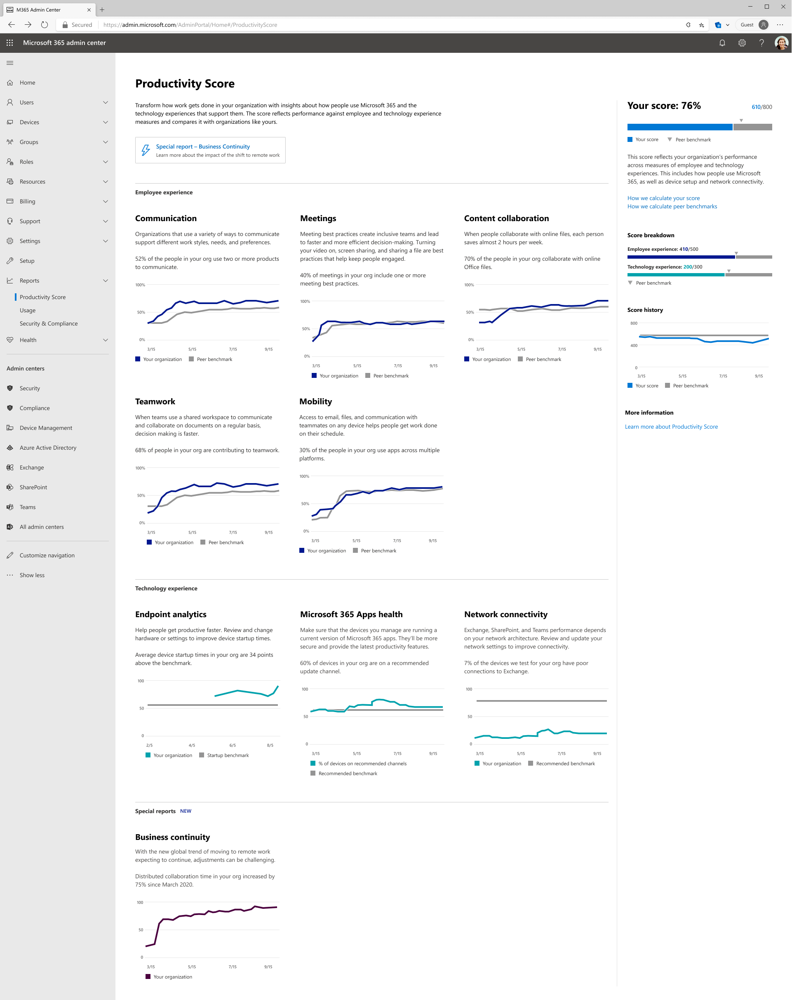 M365 Admin Center
Secured
https://admin.microsoft.com/AdminPortal/Home#/ProductivityScore
Guest
Microsoft 365 admin center
Home
Users
Devices
Groups
Roles
Resources
Billing
Support
Settings
Setup
Reports
Productivity Score
Usage
Security & Compliance
Health
Admin centers
Security
Compliance
Device Management
Azure Active Directory
Exchange
SharePoint
Teams
All admin centers
Customize navigation
Show less
Productivity Score
Transform how work gets done in your organization with insights about how people use Microsoft 365 and the
technology experiences that support them. The score reflects performance against employee and technology experience
measures and compares it with organizations like yours.
Special report – Business Continuity
Learn more about the impact of the shift to remote work
Employee experience
Communication
Organizations that use a variety of ways to communicate
support different work styles, needs, and preferences.
52% of the people in your org use two or more products
to communicate.
100%
50%
0%
3/15 5/15 7/15 9/15
Your organization Peer benchmark
Meetings
Meeting best practices create inclusive teams and lead
to faster and more efficient decision-making. Turning
your video on, screen sharing, and sharing a file are best
practices that help keep people engaged.
40% of meetings in your org include one or more
meeting best practices.
100%
50%
0%
3/15 5/15 7/15 9/15
Your organization Peer benchmark
Content collaboration
When people collaborate with online files, each person
saves almost 2 hours per week.
70% of the people in your org collaborate with online
Office files.
100%
50%
0%
3/15 5/15 7/15 9/15
Your organization Peer benchmark
Teamwork
When teams use a shared workspace to communicate
and collaborate on documents on a regular basis,
decision making is faster.
68% of people in your org are contributing to teamwork.
100%
50%
0%
3/15 5/15 7/15 9/15
Your organization Peer benchmark
Mobility
Access to email, files, and communication with
teammates on any device helps people get work done
on their schedule.
30% of the people in your org use apps across multiple
platforms.
100%
50%
0%
3/15 5/15 7/15 9/15
Your organization Peer benchmark
Technology experience
Endpoint analytics
Help people get productive faster. Review and change
hardware or settings to improve device startup times.
Average device startup times in your org are 34 points
above the benchmark.
100
50
0
2/5 4/5 6/5 8/5
Your organization Startup benchmark
Microsoft 365 Apps health
Make sure that the devices you manage are running a
current version of Microsoft 365 apps. They'll be more
secure and provide the latest productivity features.
60% of devices in your org are on a recommended
update channel.
100
50
0
3/15 5/15 7/15 9/15
% of devices on recommended channels
Recommended benchmark
Network connectivity
Exchange, SharePoint, and Teams performance depends
on your network architecture. Review and update your
network settings to improve connectivity.
7% of the devices we test for your org have poor
connections to Exchange.
100
50
0
3/15 5/15 7/15 9/15
Your organization Recommended benchmark
Special reports NEW
Business continuity
With the new global trend of moving to remote work
expecting to continue, adjustments can be challenging.
Distributed collaboration time in your org increased by
75% since March 2020.
100
50
0
3/15 5/15 7/15 9/15
Your organization
Your score: 76% 610/800
Your score Peer benchmark
This score reflects your organization's performance
across measures of employee and technology
experiences. This includes how people use Microsoft
365, as well as device setup and network connectivity.
How we calculate your score
How we calculate peer benchmarks
Score breakdown
Employee experience: 410/500
Technology experience: 200/300
Peer benchmark
Score history
800
400
0
3/15 5/15 7/15 9/15
Your score Peer benchmark
More information
Learn more about Productivity Score